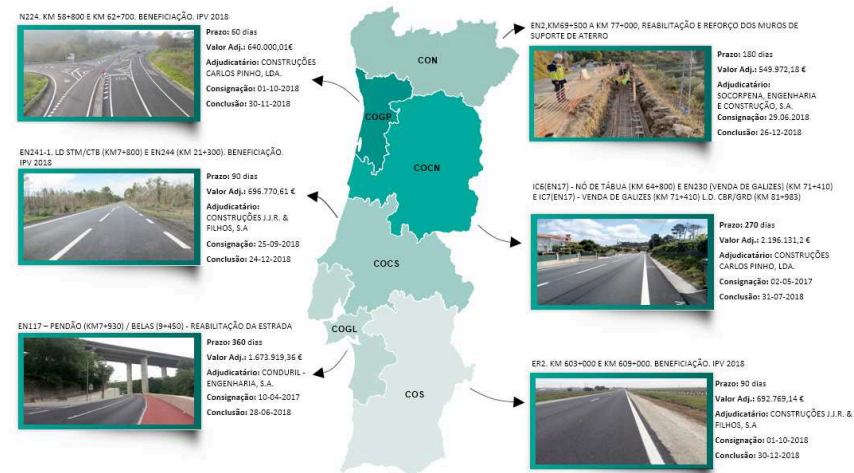 N224. KM 58+800 E KM 62+700. BENEFICIAÇÃO. IPV 2018
Prazo: 60 dias
Valor Adj.: 640.000,01€
Adjudicatário: CONSTRUÇÕES
CARLOS PINHO, LDA.
Consignação: 01-10-2018
Conclusão: 30-11-2018
EN241-1. LD STM/CTB (KM7+800) E EN244 (KM 21+300). BENEFICIAÇÃO.
IPV 2018
Prazo: 90 dias
Valor Adj.: 696.770,61 €
Adjudicatário:
CONSTRUÇÕES J.J.R. &
FILHOS, S.A
Consignação: 25-09-2018
Conclusão: 24-12-2018
EN117 – PENDÃO (KM7+930) / BELAS (9+450) - REABILITAÇÃO DA ESTRADA
Prazo: 360 dias
Valor Adj.: 1.673.919,36 €
Adjudicatário: CONDURIL -
ENGENHARIA, S.A.
Consignação: 10-04-2017
Conclusão: 28-06-2018
CON
COGP
COCN
COCS
COGL
COS
EN2,KM69+500 A KM 77+000, REABILITAÇÃO E REFORÇO DOS MUROS DE
SUPORTE DE ATERRO
Prazo: 180 dias
Valor Adj.: 549.972,18 €
Adjudicatário:
SOCORPENA, ENGENHARIA
E CONSTRUÇÃO, S.A.
Consignação: 29.06.2018
Conclusão: 26-12-2018
IC6(EN17) - NÓ DE TÁBUA (KM 64+800) E EN230 (VENDA DE GALIZES) (KM 71+410)
E IC7(EN17) - VENDA DE GALIZES (KM 71+410) L.D. CBR/GRD (KM 81+983)
Prazo: 270 dias
Valor Adj.: 2.196.131,2 €
Adjudicatário: CONSTRUÇÕES
CARLOS PINHO, LDA.
Consignação: 02-05-2017
Conclusão: 31-07-2018
ER2. KM 603+000 E KM 609+000. BENEFICIAÇÃO. IPV 2018
Prazo: 90 dias
Valor Adj.: 692.769,14 €
Adjudicatário: CONSTRUÇÕES J.J.R. &
FILHOS, S.A
Consignação: 01-10-2018
Conclusão: 30-12-2018